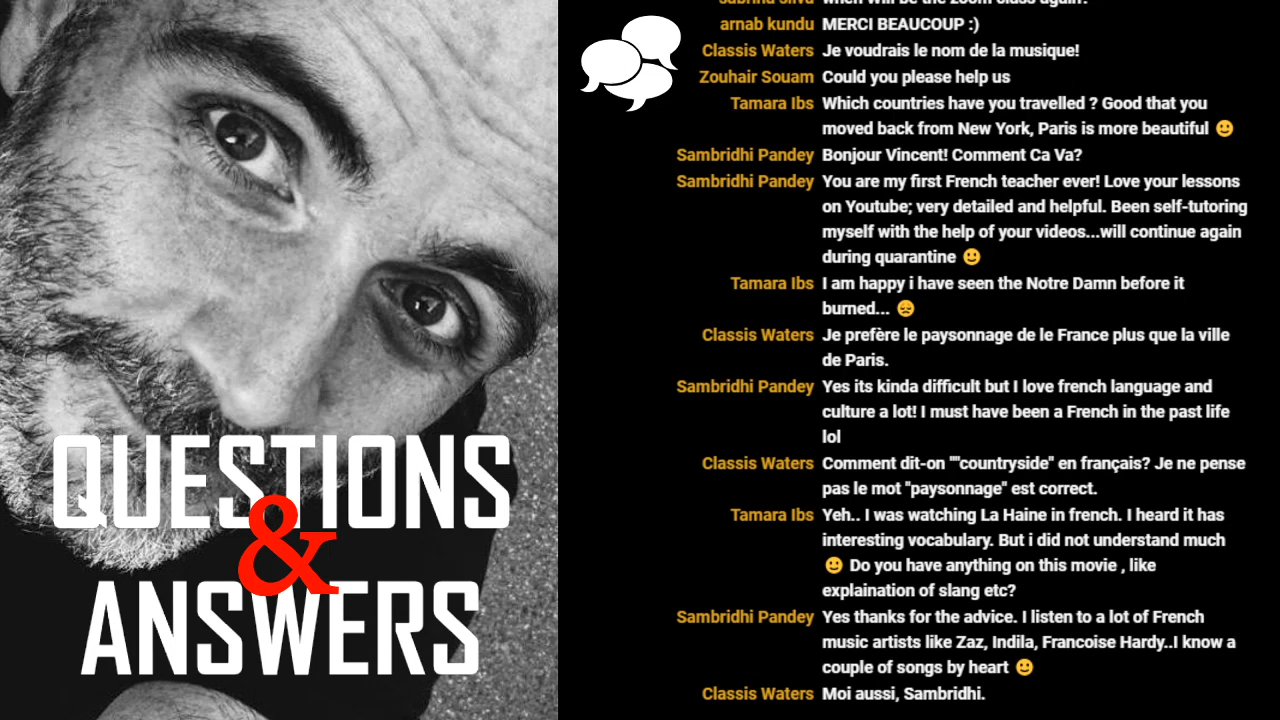 QUESTIONS
&
ANSWERS
when will be the zoom class again?
arnab kundu MERCI BEAUCOUP :)
Classis Waters Je voudrais le nom de la musique!
Zouhair Souam Could you please help us
Tamara Ibs Which countries have you travelled ? Good that you
moved back from New York, Paris is more beautiful 🙂
Sambridhi Pandey Bonjour Vincent! Comment Ca Va?
Sambridhi Pandey You are my first French teacher ever! Love your lessons
on Youtube; very detailed and helpful. Been self-tutoring
myself with the help of your videos...will continue again
during quarantine 🙂
Tamara Ibs I am happy i have seen the Notre Damn before it
burned... 😔
Classis Waters Je prefère le paysonnage de le France plus que la ville
de Paris.
Sambridhi Pandey Yes its kinda difficult but I love french language and
culture a lot! I must have been a French in the past life
lol
Classis Waters Comment dit-on ""countryside" en français? Je ne pense
pas le mot "paysonnage" est correct.
Tamara Ibs Yeh.. I was watching La Haine in french. I heard it has
interesting vocabulary. But i did not understand much
🙂 Do you have anything on this movie , like
explaination of slang etc?
Sambridhi Pandey Yes thanks for the advice. I listen to a lot of French
music artists like Zaz, Indila, Francoise Hardy..I know a
couple of songs by heart 🙂
Classis Waters Moi aussi, Sambridhi.